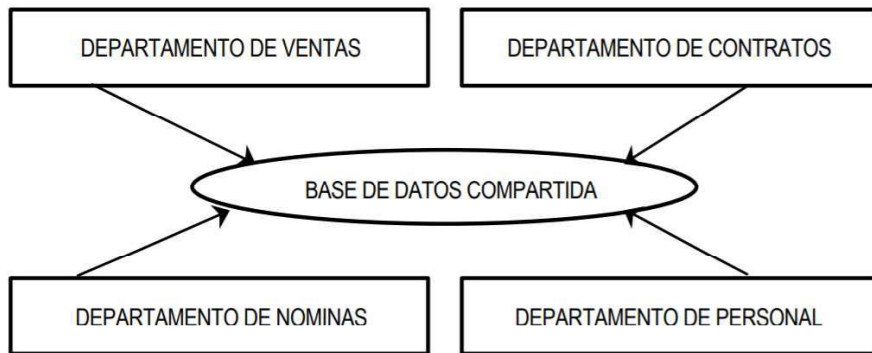 DEPARTAMENTO DE VENTAS
DEPARTAMENTO DE CONTRATOS
BASE DE DATOS COMPARTIDA
DEPARTAMENTO DE NOMINAS
DEPARTAMENTO DE PERSONAL